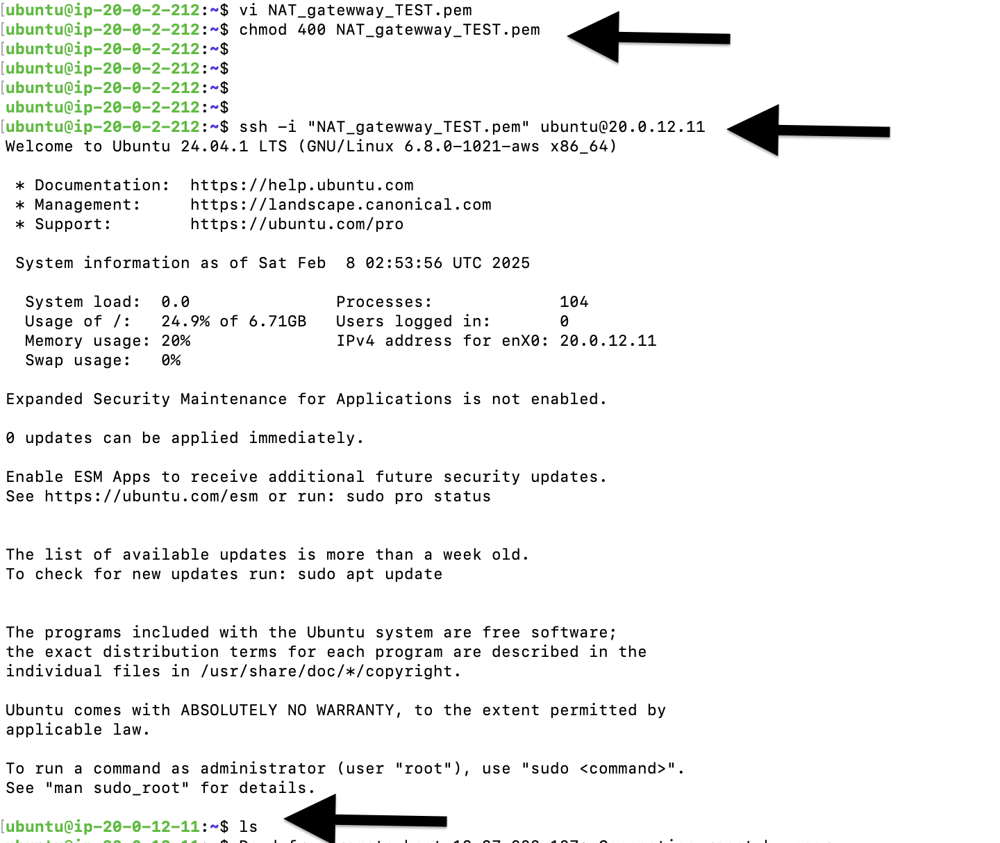 [ubuntu@ip-20-0-2-212:~$ vi NAT_gatewway_TEST.pem
[ubuntu@ip-20-0-2-212:~$ chmod 400 NAT_gatewway_TEST.pem
[ubuntu@ip-20-0-2-212:~$
[ubuntu@ip-20-0-2-212:~$
[ubuntu@ip-20-0-2-212:~$
ubuntu@ip-20-0-2-212:~$
[ubuntu@ip-20-0-2-212:~$ ssh -i "NAT_gatewway_TEST.pem" ubuntu@20.0.12.11
Welcome to Ubuntu 24.04.1 LTS (GNU/Linux 6.8.0-1021-aws x86_64)
* Documentation:  https://help.ubuntu.com
* Management:     https://landscape.canonical.com
* Support:        https://ubuntu.com/pro
System information as of Sat Feb  8 02:53:56 UTC 2025
System load:  0.0               Processes:             104
Usage of /:   24.9% of 6.71GB   Users logged in:       0
Memory usage: 20%               IPv4 address for enX0: 20.0.12.11
Swap usage:   0%
Expanded Security Maintenance for Applications is not enabled.
0 updates can be applied immediately.
Enable ESM Apps to receive additional future security updates.
See https://ubuntu.com/esm or run: sudo pro status
The list of available updates is more than a week old.
To check for new updates run: sudo apt update
The programs included with the Ubuntu system are free software;
the exact distribution terms for each program are described in the
individual files in /usr/share/doc/*/copyright.
Ubuntu comes with ABSOLUTELY NO WARRANTY, to the extent permitted by
applicable law.
To run a command as administrator (user "root"), use "sudo <command>".
See "man sudo_root" for details.
[ubuntu@ip-20-0-12-11:~$ ls